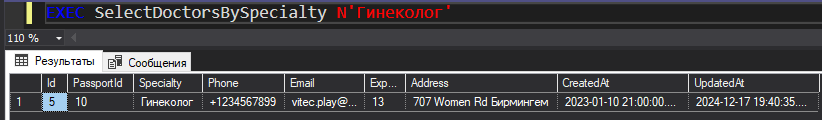 EXEC SelectDoctorsBySpecialty N'Гинеколог'
110 %
Результаты Сообщения
Id PassportId Specialty Phone Email Exp... Address CreatedAt UpdatedAt
1 5 10 Гинеколог +1234567899 vitec.play@... 13 707 Women Rd Бирмингем 2023-01-10 21:00:00.... 2024-12-17 19:40:35....